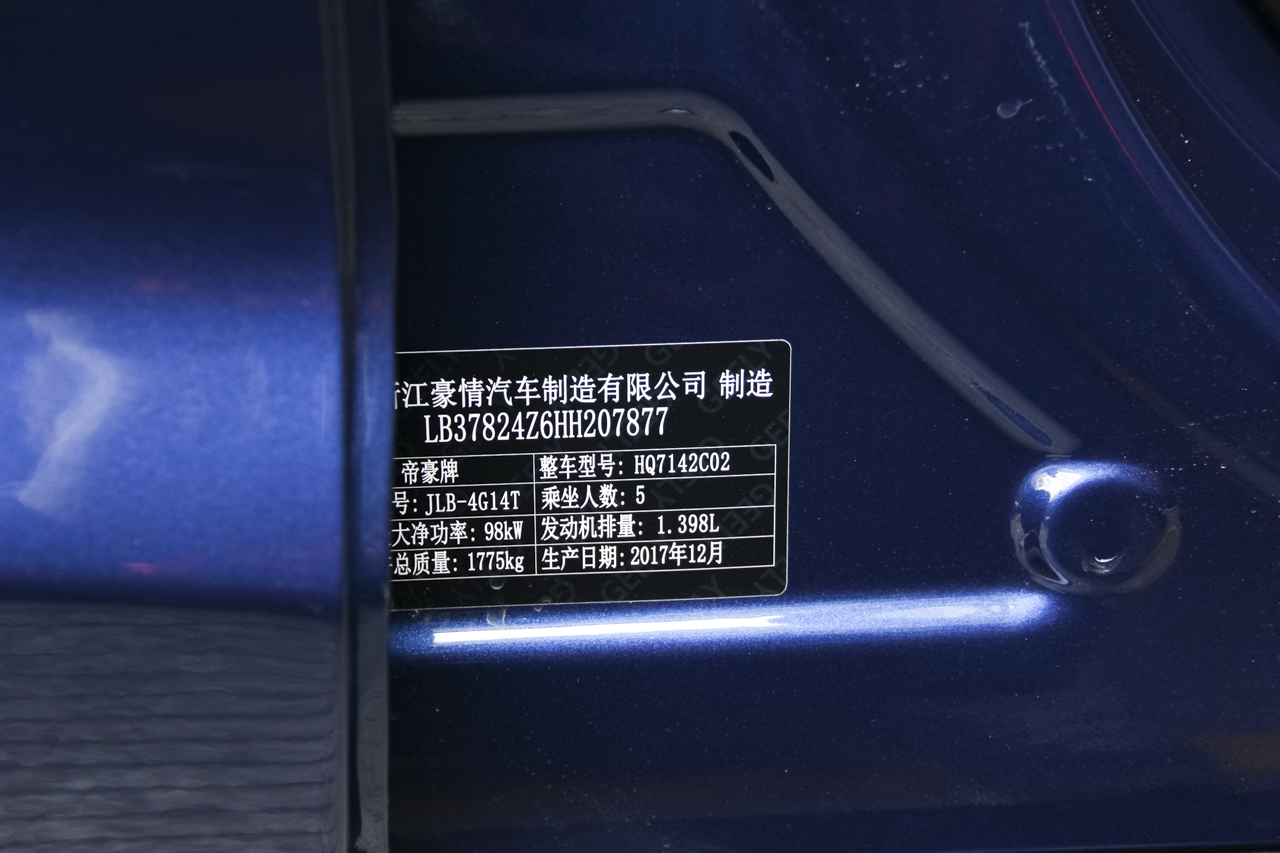 江豪情汽车制造有限公司 制造
LB37824Z6HH207877
帝豪牌 整车型号: HQ7142C02
号: JLB-4G14T 乘坐人数: 5
大净功率: 98kW 发动机排量: 1.398L
总质量: 1775kg 生产日期: 2017年12月
GEELY